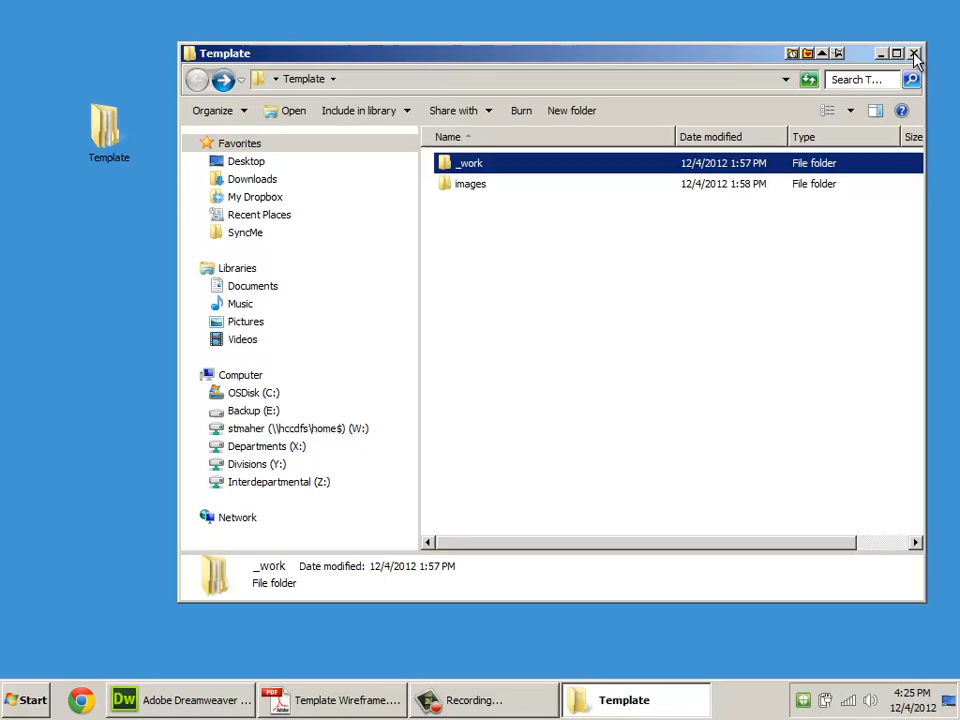 Template
Template
Template
Search T...
Organize
Open
Include in library
Share with
Burn
New folder
Favorites
Desktop
Downloads
My Dropbox
Recent Places
SyncMe
Libraries
Documents
Music
Pictures
Videos
Computer
OSDisk (C:)
Backup (E:)
stmaher (\\hccdfs\home$) (W:)
Departments (X:)
Divisions (Y:)
Interdepartmental (Z:)
Network
Name Date modified Type Size
_work 12/4/2012 1:57 PM File folder
images 12/4/2012 1:58 PM File folder
_work Date modified: 12/4/2012 1:57 PM
File folder
Start
Dw Adobe Dreamweaver ...
PDF Template Wireframe....
Recording...
Template
4:25 PM
12/4/2012